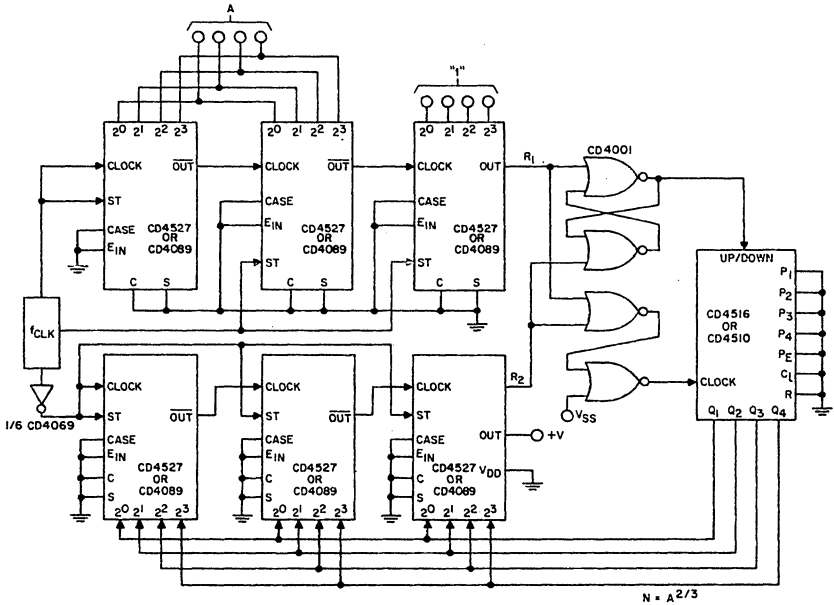 A
"1"
2⁰ 2¹ 2² 2³
2⁰ 2¹ 2² 2³
2⁰ 2¹ 2² 2³
CLOCK
O̅U̅T̅
ST
CASE
E_IN
CD4527
OR
CD4089
C S
CLOCK
O̅U̅T̅
CASE
E_IN
CD4527
OR
CD4089
ST
C S
CLOCK
OUT
CASE
E_IN
CD4527
OR
CD4089
ST
C S
R₁
CD4001
UP/DOWN
P₁
P₂
P₃
P₄
P_E
C_L
R
CD4516
OR
CD4510
CLOCK
Q₁ Q₂ Q₃ Q₄
V_SS
f_CLK
1/6 CD4069
CLOCK
O̅U̅T̅
ST
CASE
E_IN
C
S
CD4527
OR
CD4089
2⁰ 2¹ 2² 2³
CLOCK
O̅U̅T̅
ST
CASE
E_IN
C
S
CD4527
OR
CD4089
2⁰ 2¹ 2² 2³
CLOCK
R₂
ST
CASE
E_IN
C
S
OUT
+V
V_DD
CD4527
OR
CD4089
2⁰ 2¹ 2² 2³
N = A^2/3